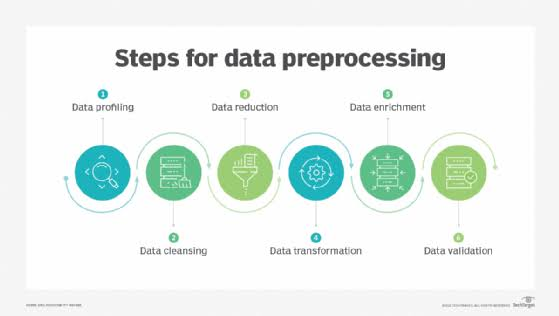 Steps for data preprocessing
1
Data profiling
3
Data reduction
5
Data enrichment
2
Data cleansing
4
Data transformation
6
Data validation
TechTarget